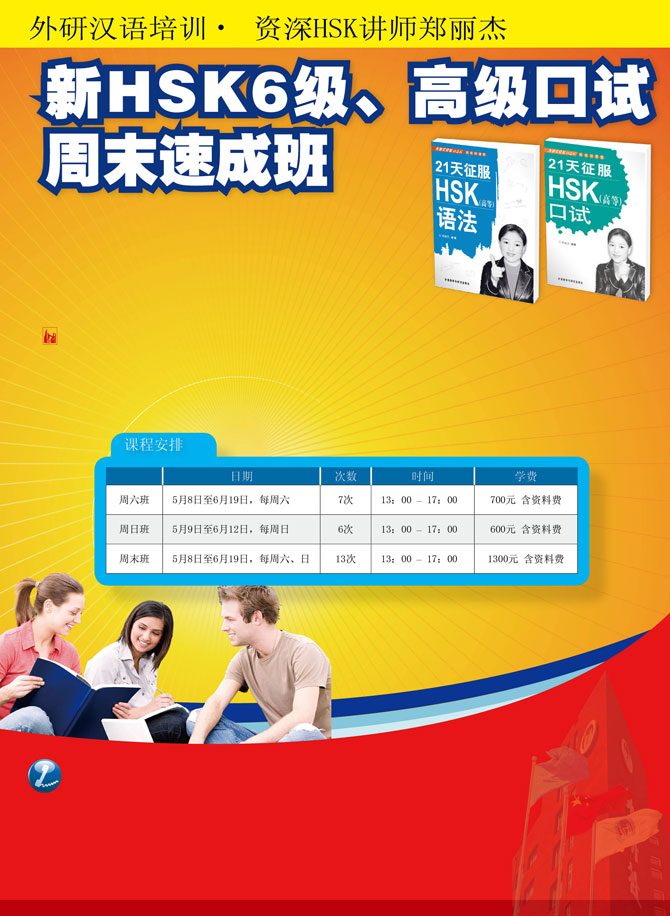 外研汉语培训· 资深HSK讲师郑丽杰
新HSK6级、高级口试
周末速成班
21天征服
HSK(高等)
语法
21天征服
HSK(高等)
口试
课程安排
日期 次数 时间 学费
周六班 5月8日至6月19日，每周六 7次 13：00 – 17：00 700元 含资料费
周日班 5月9日至6月12日，每周日 6次 13：00 – 17：00 600元 含资料费
周末班 5月8日至6月19日，每周六、日 13次 13：00 – 17：00 1300元 含资料费